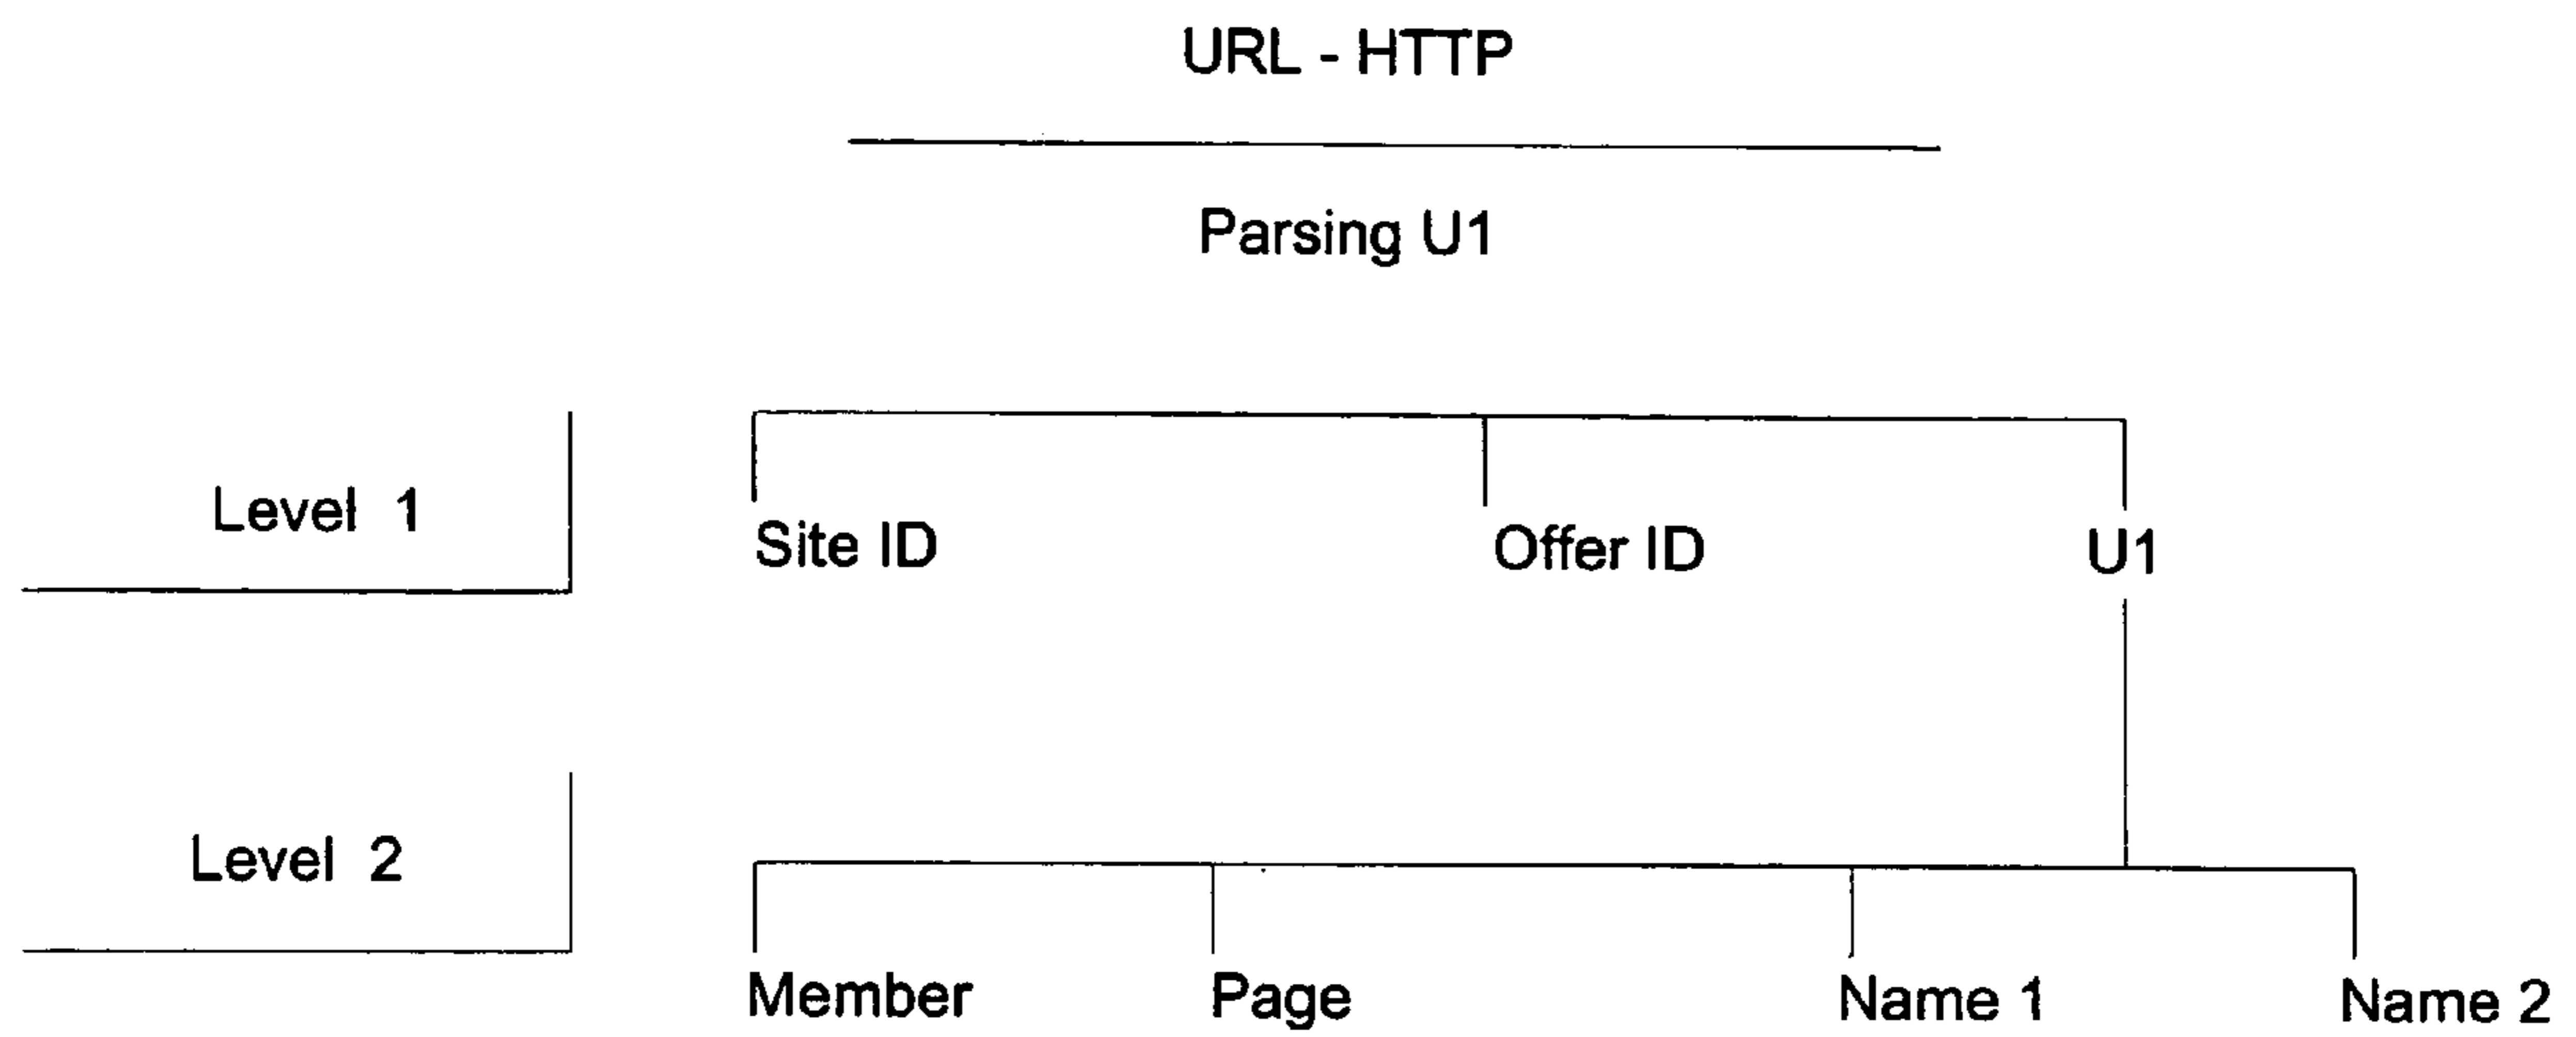 URL - HTTP
Parsing U1
Level 1
Site ID
Offer ID
U1
Level 2
Member
Page
Name 1
Name 2